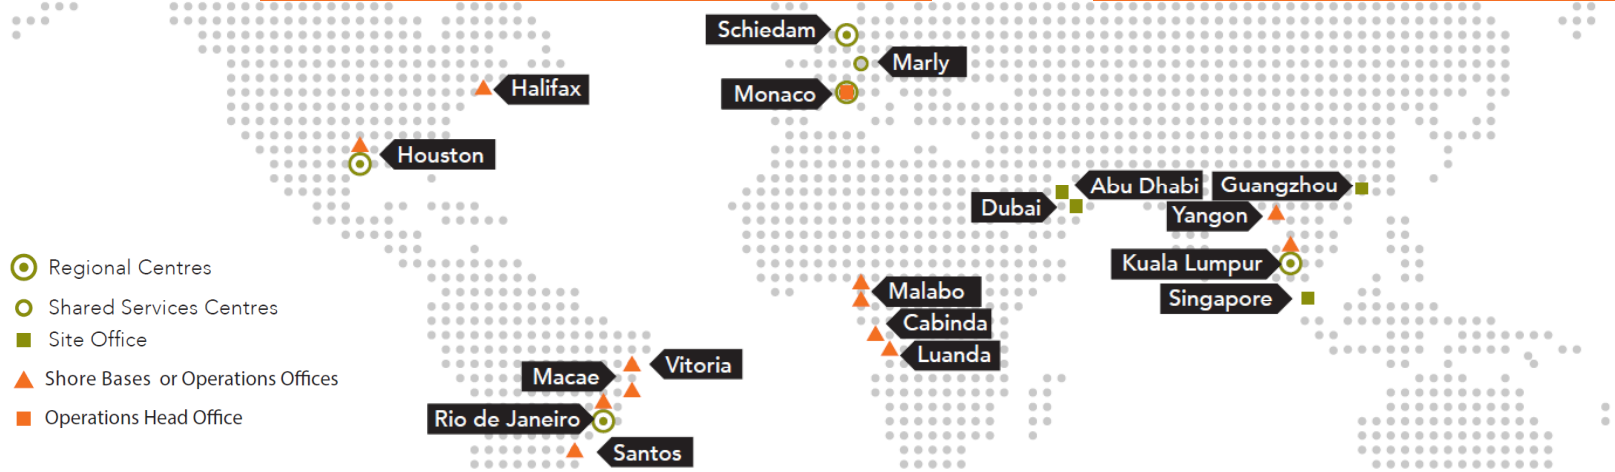 Schiedam
Marly
Halifax
Monaco
Houston
Abu Dhabi
Guangzhou
Dubai
Yangon
Kuala Lumpur
Regional Centres
Malabo
Singapore
Shared Services Centres
Cabinda
Site Office
Luanda
Vitoria
Macae
Shore Bases or Operations Offices
Rio de Janeiro
Operations Head Office
Santos